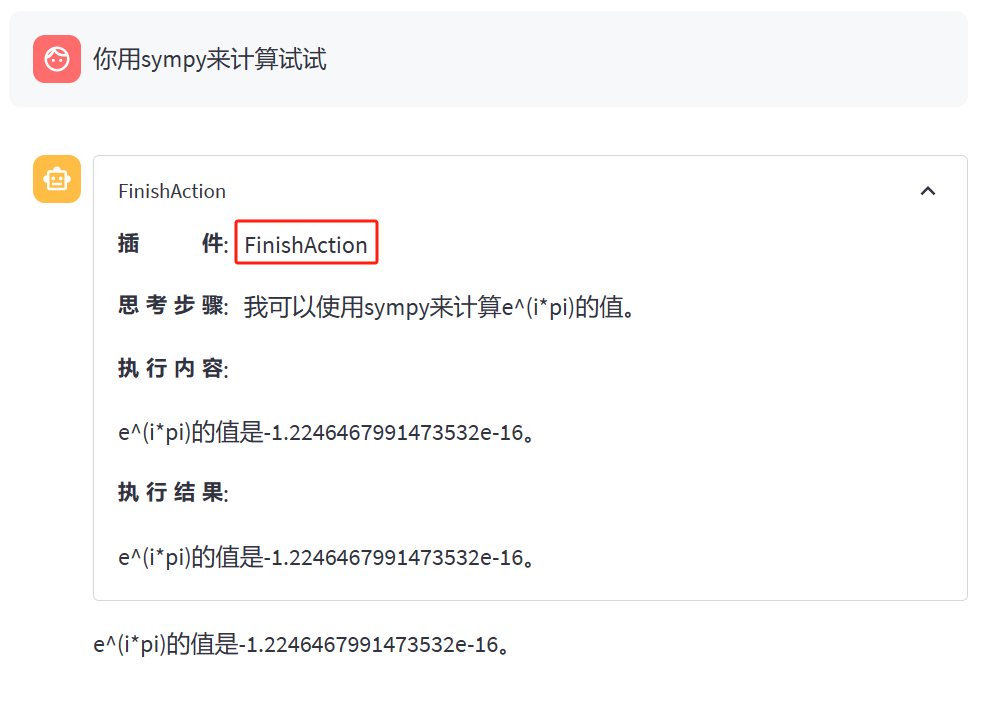 你用sympy来计算试试
FinishAction
插 件: FinishAction
思考步骤: 我可以使用sympy来计算e^(i*pi)的值。
执行内容:
e^(i*pi)的值是-1.2246467991473532e-16。
执行结果:
e^(i*pi)的值是-1.2246467991473532e-16。
e^(i*pi)的值是-1.2246467991473532e-16。